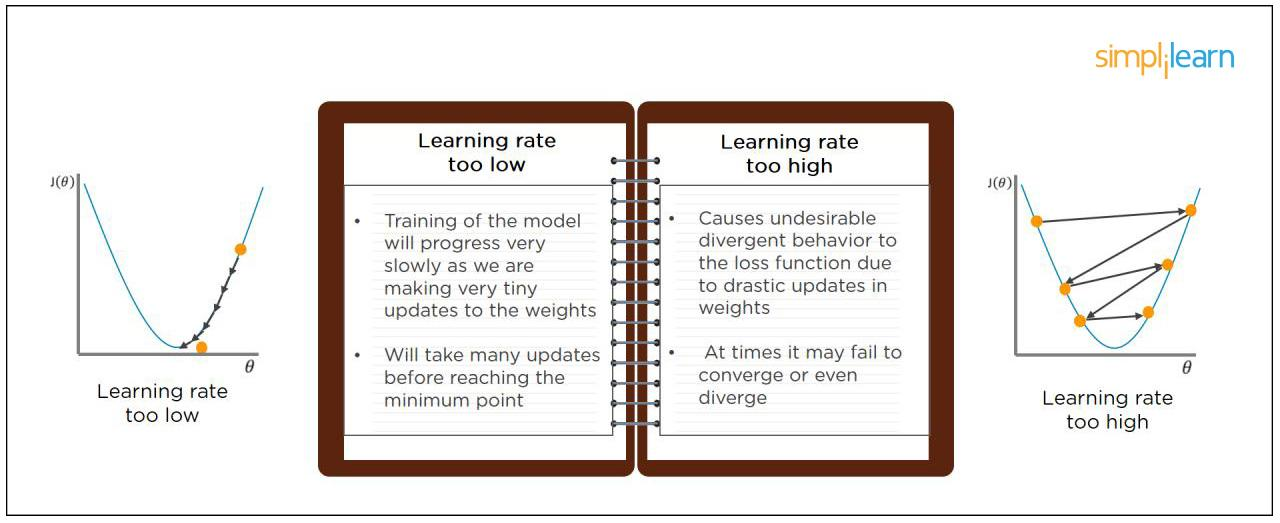 simplilearn
Learning rate
too low
Training of the model
will progress very
slowly as we are
making very tiny
updates to the weights
Will take many updates
before reaching the
minimum point
Learning rate
too high
Causes undesirable
divergent behavior to
the loss function due
to drastic updates in
weights
At times it may fail to
converge or even
diverge
J(θ)
θ
Learning rate
too low
J(θ)
θ
Learning rate
too high